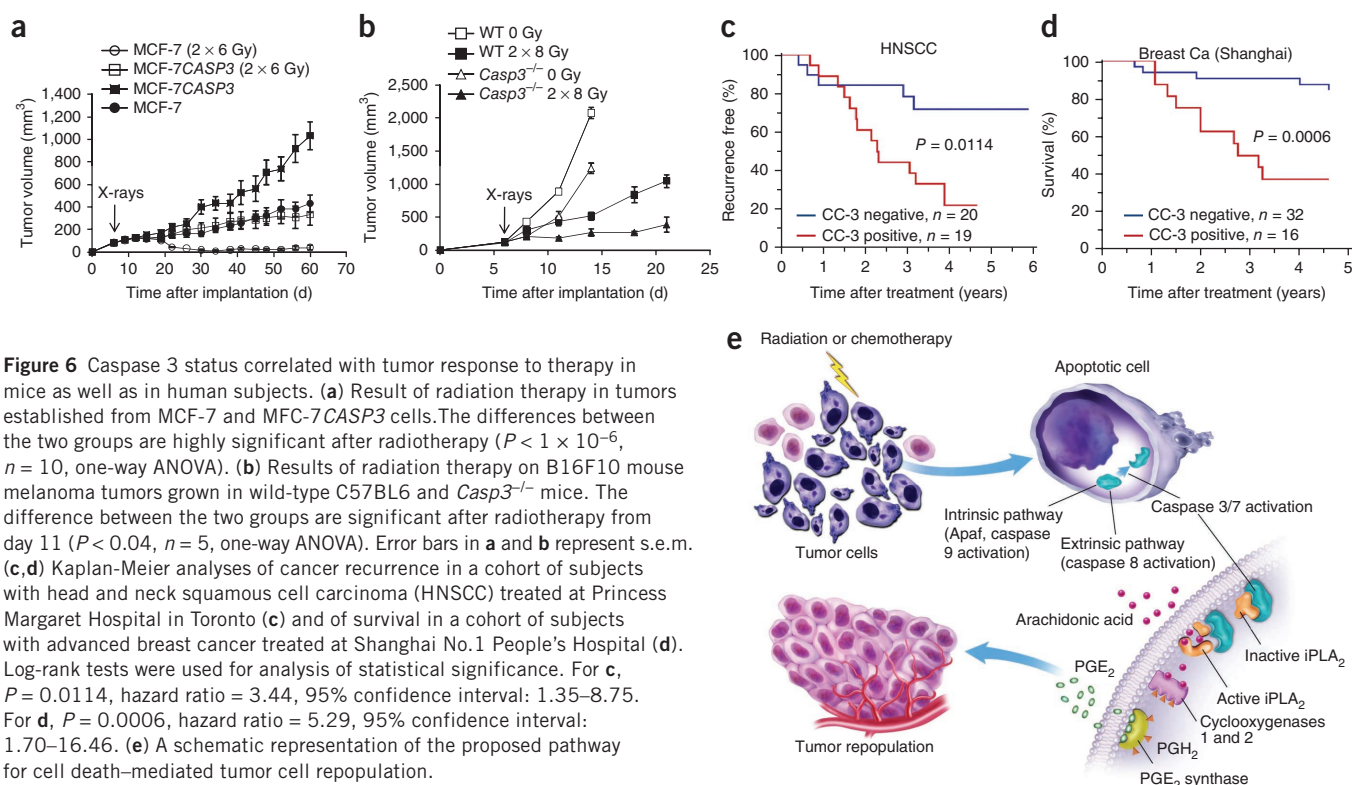 a
MCF-7 (2 × 6 Gy)
MCF-7CASP3 (2 × 6 Gy)
MCF-7CASP3
MCF-7
Tumor volume (mm³)
1,400
1,200
1,000
800
600
400
200
0
X-rays
0 10 20 30 40 50 60 70
Time after implantation (d)
b
WT 0 Gy
WT 2 × 8 Gy
Casp3⁻/⁻ 0 Gy
Casp3⁻/⁻ 2 × 8 Gy
Tumor volume (mm³)
2,500
2,000
1,500
1,000
500
0
X-rays
0 5 10 15 20 25
Time after implantation (d)
c
HNSCC
Recurrence free (%)
100
80
60
40
20
0
P = 0.0114
CC-3 negative, n = 20
CC-3 positive, n = 19
0 1 2 3 4 5 6
Time after treatment (years)
d
Breast Ca (Shanghai)
Survival (%)
100
80
60
40
20
0
P = 0.0006
CC-3 negative, n = 32
CC-3 positive, n = 16
0 1 2 3 4 5
Time after treatment (years)
Figure 6 Caspase 3 status correlated with tumor response to therapy in
mice as well as in human subjects. (a) Result of radiation therapy in tumors
established from MCF-7 and MFC-7CASP3 cells.The differences between
the two groups are highly significant after radiotherapy (P < 1 × 10⁻⁶,
n = 10, one-way ANOVA). (b) Results of radiation therapy on B16F10 mouse
melanoma tumors grown in wild-type C57BL6 and Casp3⁻/⁻ mice. The
difference between the two groups are significant after radiotherapy from
day 11 (P < 0.04, n = 5, one-way ANOVA). Error bars in a and b represent s.e.m.
(c,d) Kaplan-Meier analyses of cancer recurrence in a cohort of subjects
with head and neck squamous cell carcinoma (HNSCC) treated at Princess
Margaret Hospital in Toronto (c) and of survival in a cohort of subjects
with advanced breast cancer treated at Shanghai No.1 People's Hospital (d).
Log-rank tests were used for analysis of statistical significance. For c,
P = 0.0114, hazard ratio = 3.44, 95% confidence interval: 1.35–8.75.
For d, P = 0.0006, hazard ratio = 5.29, 95% confidence interval:
1.70–16.46. (e) A schematic representation of the proposed pathway
for cell death–mediated tumor cell repopulation.
e
Radiation or chemotherapy
Tumor cells
Apoptotic cell
Intrinsic pathway
(Apaf, caspase
9 activation)
Caspase 3/7 activation
Extrinsic pathway
(caspase 8 activation)
Arachidonic acid
Inactive iPLA₂
Active iPLA₂
PGE₂
Cyclooxygenases
1 and 2
PGH₂
PGE₂ synthase
Tumor repopulation